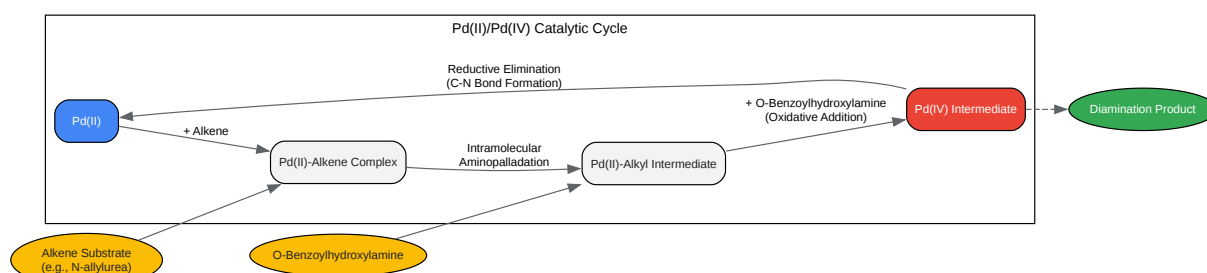 Pd(II)/Pd(IV) Catalytic Cycle
Reductive Elimination
(C-N Bond Formation)
+ O-Benzoylhydroxylamine
(Oxidative Addition)
Pd(IV) Intermediate
Diamination Product
Pd(II)
+ Alkene
Pd(II)-Alkene Complex
Intramolecular
Aminopalladation
Pd(II)-Alkyl Intermediate
Alkene Substrate
(e.g., N-allylurea)
O-Benzoylhydroxylamine